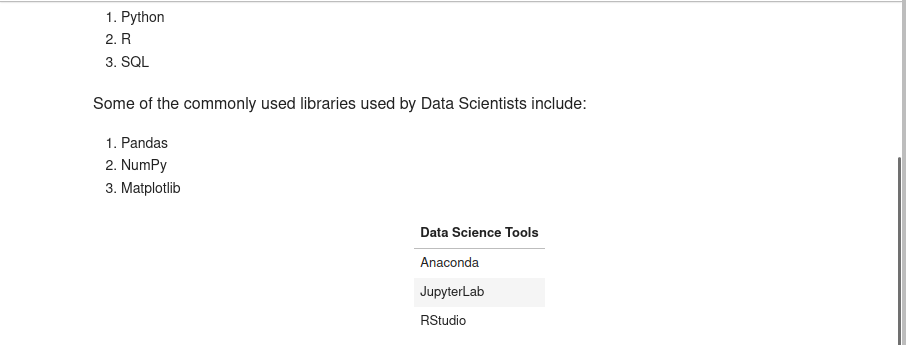 1. Python
2. R
3. SQL
Some of the commonly used libraries used by Data Scientists include:
1. Pandas
2. NumPy
3. Matplotlib
Data Science Tools
Anaconda
JupyterLab
RStudio